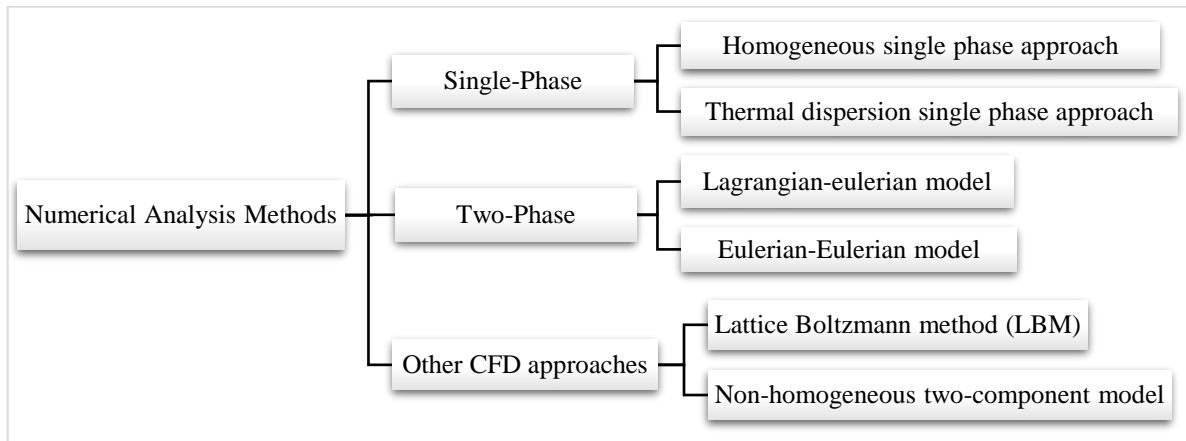 Numerical Analysis Methods
Single-Phase
Homogeneous single phase approach
Thermal dispersion single phase approach
Two-Phase
Lagrangian-eulerian model
Eulerian-Eulerian model
Other CFD approaches
Lattice Boltzmann method (LBM)
Non-homogeneous two-component model